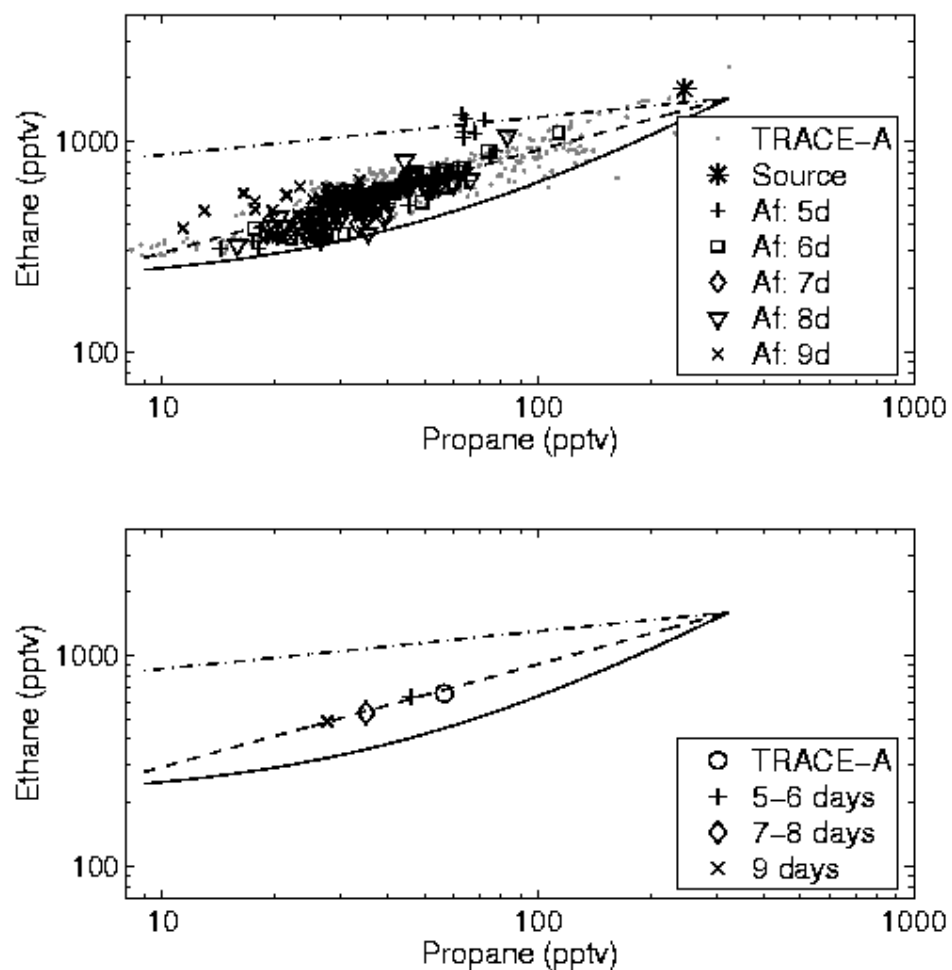 1000
100
Ethane (pptv)
TRACE-A
Source
Af: 5d
Af: 6d
Af: 7d
Af: 8d
Af: 9d
10 100 1000
Propane (pptv)
1000
100
Ethane (pptv)
TRACE-A
5-6 days
7-8 days
9 days
10 100 1000
Propane (pptv)